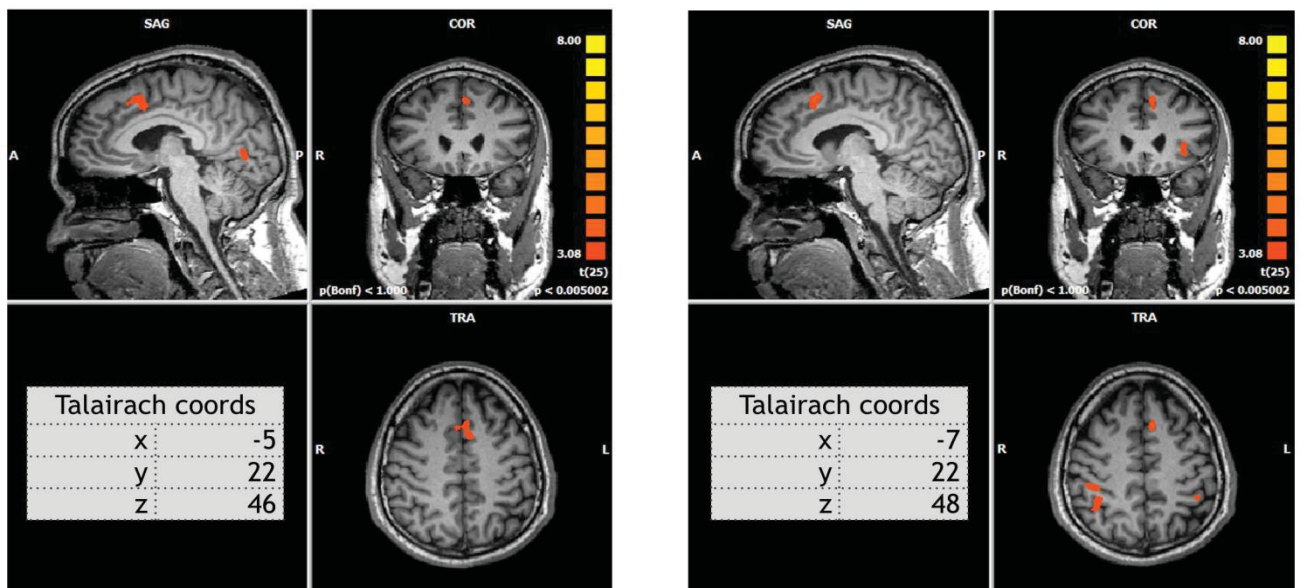 SAG
COR
8.00
A
P
R
3.08
t(25)
p(Bonf) < 1.000
p < 0.005002
TRA
R
L
Talairach coords
x -5
y 22
z 46
SAG
COR
8.00
A
P
R
3.08
t(25)
p(Bonf) < 1.000
p < 0.005002
TRA
R
L
Talairach coords
x -7
y 22
z 48